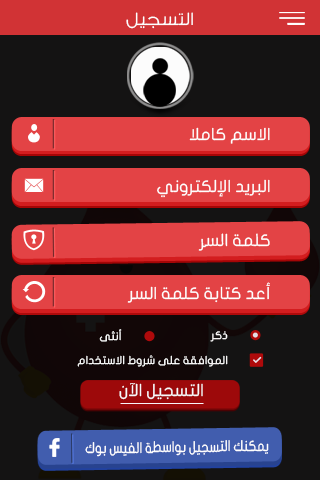 التسجيل
الاسم كاملا
البريد الإلكتروني
كلمة السر
أعد كتابة كلمة السر
ذكر أنثى
الموافقة على شروط الاستخدام
التسجيل الآن
يمكنك التسجيل بواسطة الفيس بوك